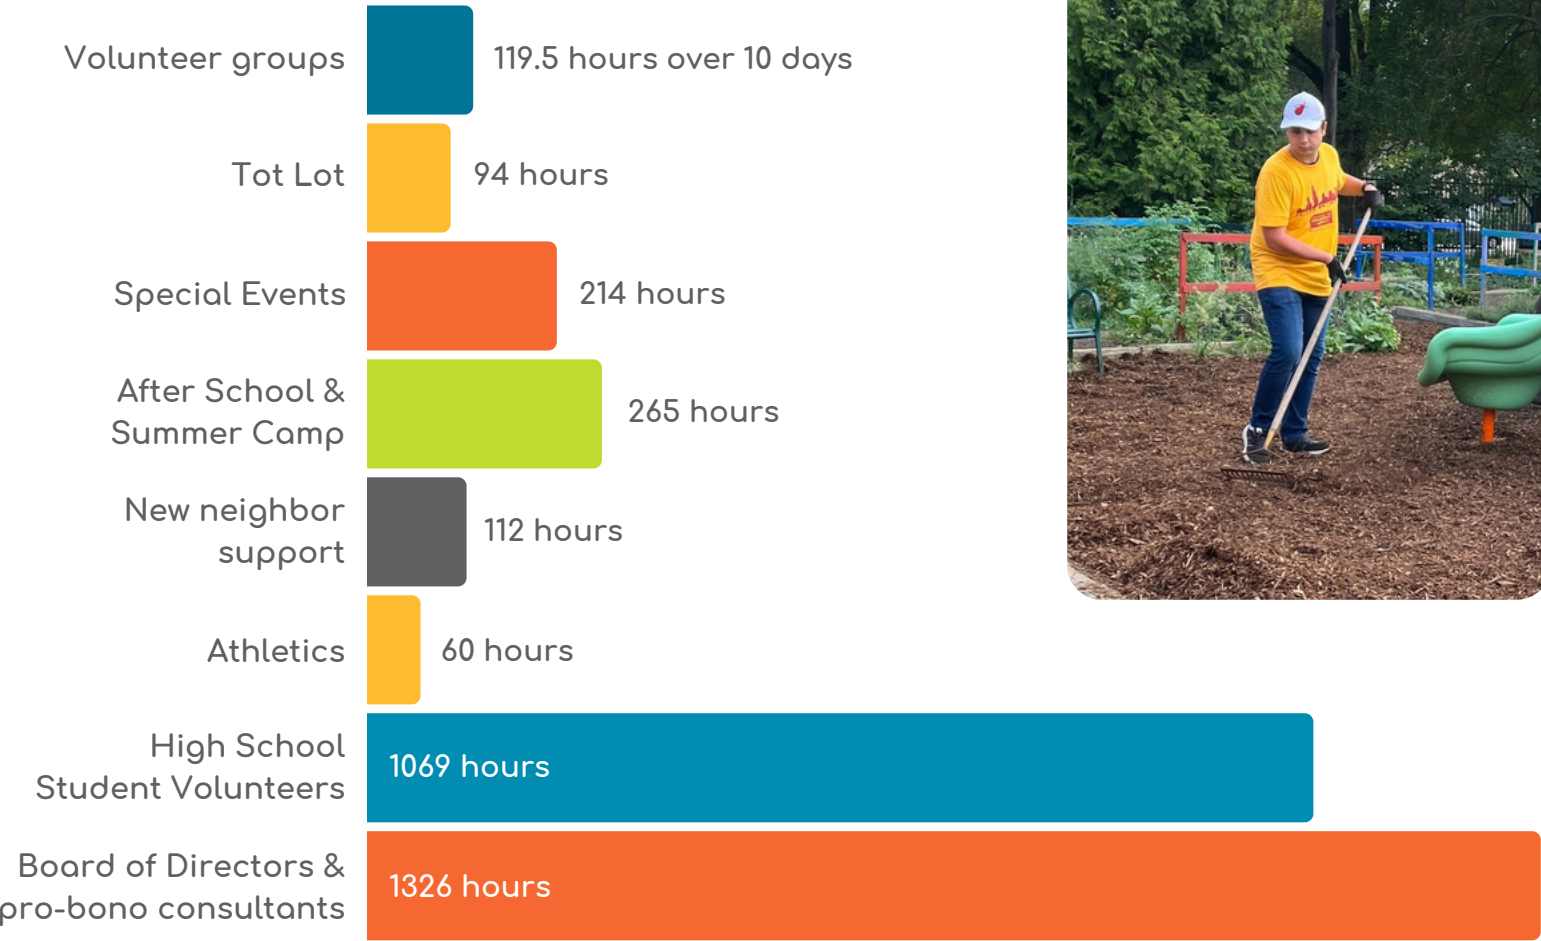 Volunteer groups
119.5 hours over 10 days
Tot Lot
94 hours
Special Events
214 hours
After School &
Summer Camp
265 hours
New neighbor
support
112 hours
Athletics
60 hours
High School
Student Volunteers
1069 hours
Board of Directors &
pro-bono consultants
1326 hours